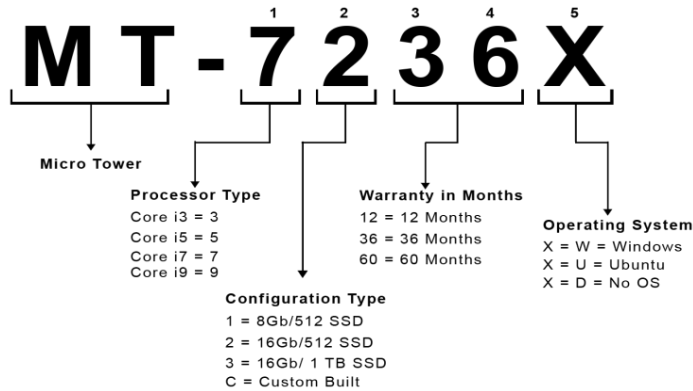 1 2 3 4 5
MT-7236X
Micro Tower
Processor Type
Core i3 = 3
Core i5 = 5
Core i7 = 7
Core i9 = 9
Configuration Type
1 = 8Gb/512 SSD
2 = 16Gb/512 SSD
3 = 16Gb/ 1 TB SSD
C = Custom Built
Warranty in Months
12 = 12 Months
36 = 36 Months
60 = 60 Months
Operating System
X = W = Windows
X = U = Ubuntu
X = D = No OS